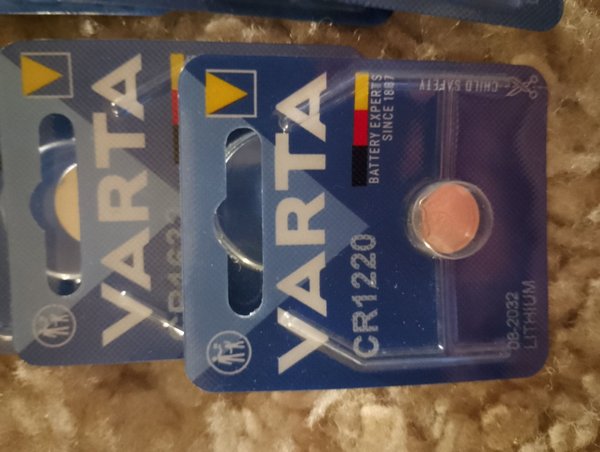 VARTA
CR1220
BATTERY EXPERTS
SINCE 1887
CHILD SAFETY
08-2032
LITHIUM
VARTA